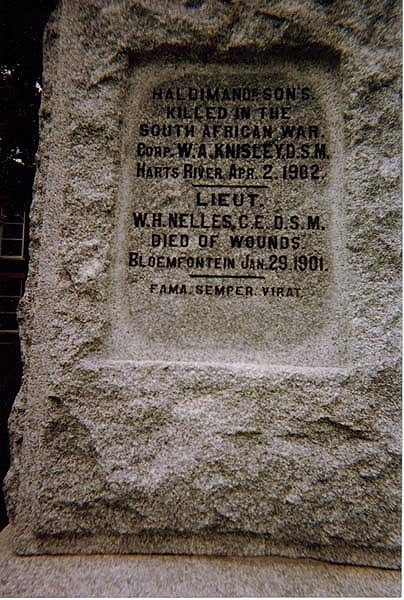 HALDIMAND'S SON'S.
KILLED IN THE
SOUTH AFRICAN WAR.
CORP. W.A. KNISLEY, D.S.M.
HARTS RIVER, APR. 2, 1902.
LIEUT.
W.H. NELLES, C.E. D.S.M.
DIED OF WOUNDS.
BLOEMFONTEIN JAN. 29. 1901.
FAMA. SEMPER. VIRAT.